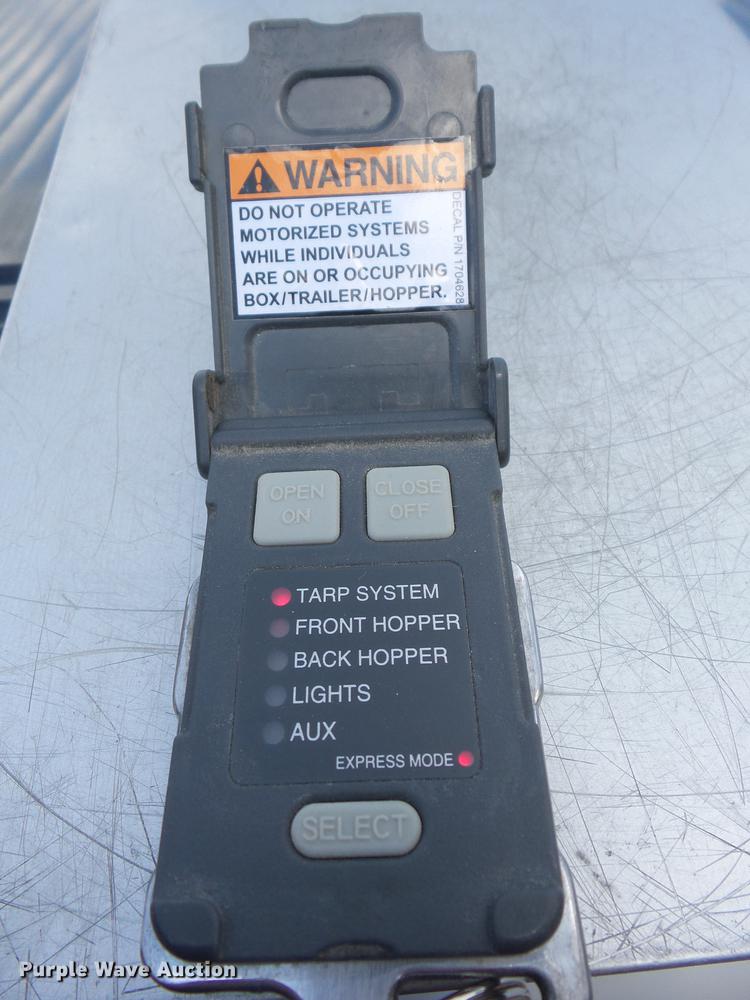 WARNING
DO NOT OPERATE
MOTORIZED SYSTEMS
WHILE INDIVIDUALS
ARE ON OR OCCUPYING
BOX/TRAILER/HOPPER.
DECAL P/N 1704628
OPEN
ON
CLOSE
OFF
TARP SYSTEM
FRONT HOPPER
BACK HOPPER
LIGHTS
AUX
EXPRESS MODE
SELECT
Purple Wave Auction